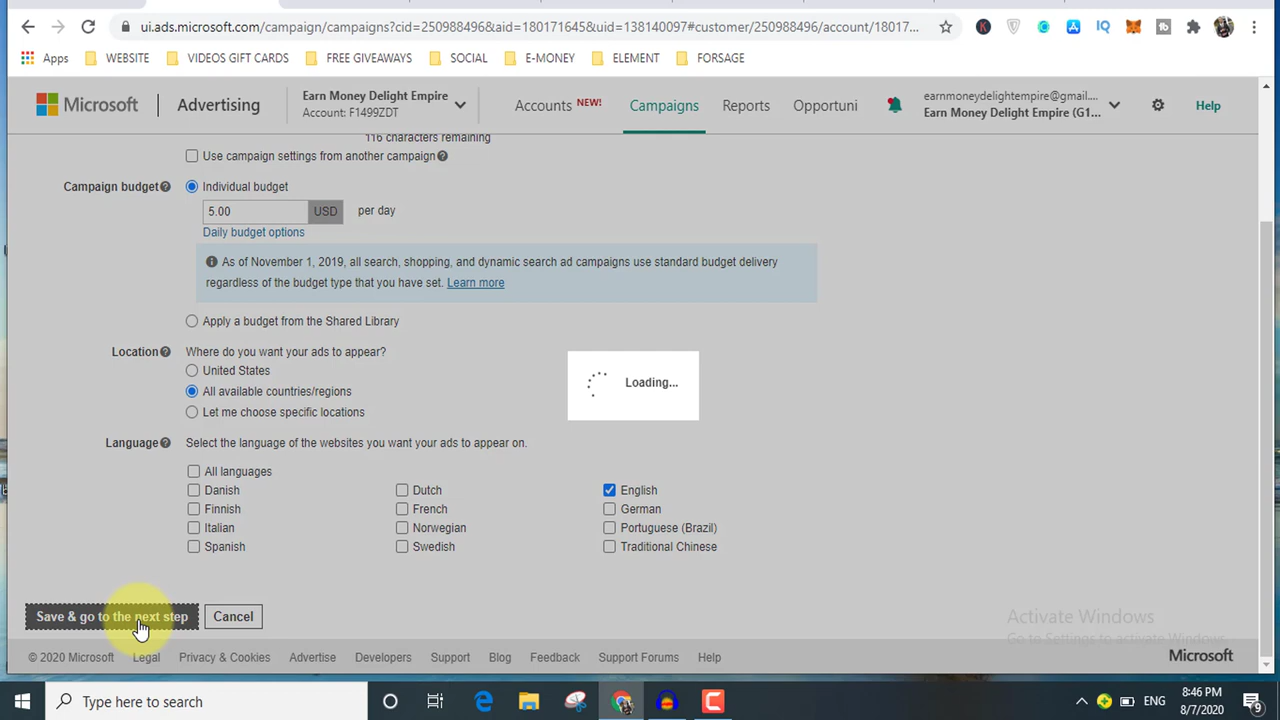 ui.ads.microsoft.com/campaign/campaigns?cid=250988496&aid=180171645&uid=138140097#customer/250988496/account/18017...
Apps WEBSITE VIDEOS GIFT CARDS FREE GIVEAWAYS SOCIAL E-MONEY ELEMENT FORSAGE
Microsoft Advertising
Earn Money Delight Empire
Account: F1499ZDT
Accounts NEW! Campaigns Reports Opportuni
earnmoneydelightempire@gmail....
Earn Money Delight Empire (G1...
Help
116 characters remaining
Use campaign settings from another campaign
Campaign budget Individual budget
5.00 USD per day
Daily budget options
As of November 1, 2019, all search, shopping, and dynamic search ad campaigns use standard budget delivery
regardless of the budget type that you have set. Learn more
Apply a budget from the Shared Library
Location Where do you want your ads to appear?
United States
All available countries/regions
Let me choose specific locations
Loading...
Language Select the language of the websites you want your ads to appear on.
All languages
Danish Dutch English
Finnish French German
Italian Norwegian Portuguese (Brazil)
Spanish Swedish Traditional Chinese
Save & go to the next step Cancel
Activate Windows
Go to Settings to activate Windows.
© 2020 Microsoft Legal Privacy & Cookies Advertise Developers Support Blog Feedback Support Forums Help Microsoft
Type here to search
ENG
8:46 PM
8/7/2020
9